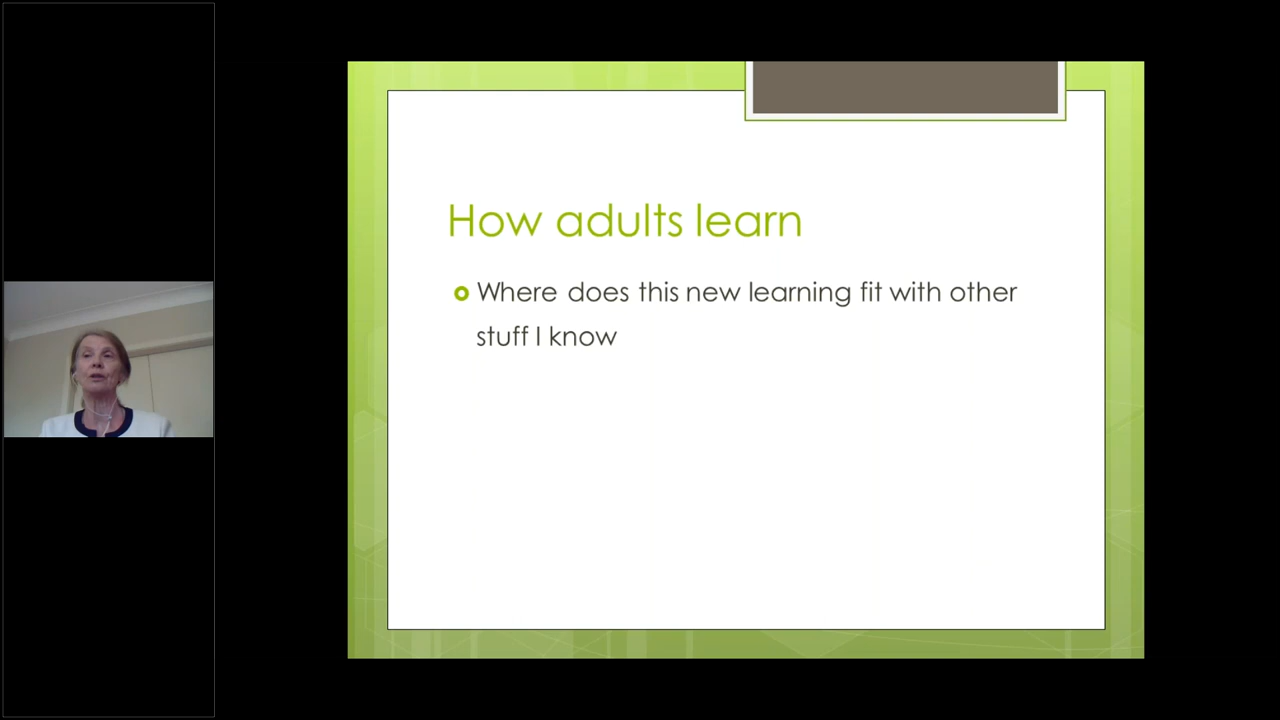 How adults learn
Where does this new learning fit with other
stuff I know